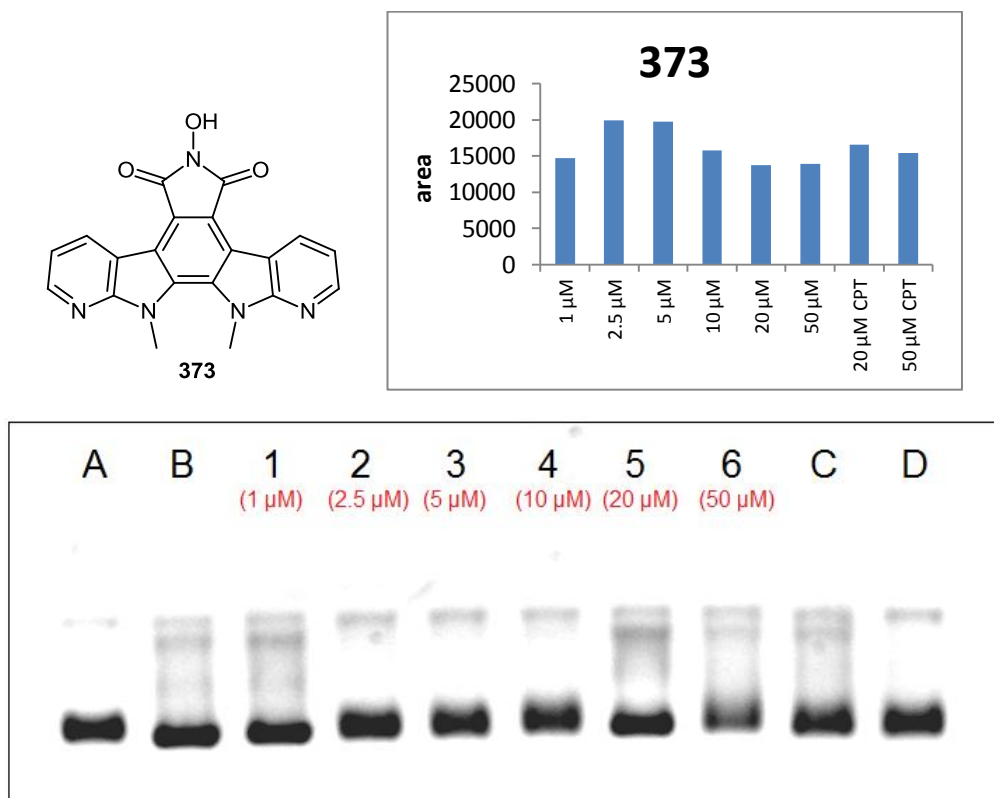 OH
N
O
O
N
N
N
N
373
373
25000
20000
15000
10000
5000
0
area
1 µM
2.5 µM
5 µM
10 µM
20 µM
50 µM
20 µM CPT
50 µM CPT
A B 1 2 3 4 5 6 C D
(1 µM) (2.5 µM) (5 µM) (10 µM) (20 µM) (50 µM)